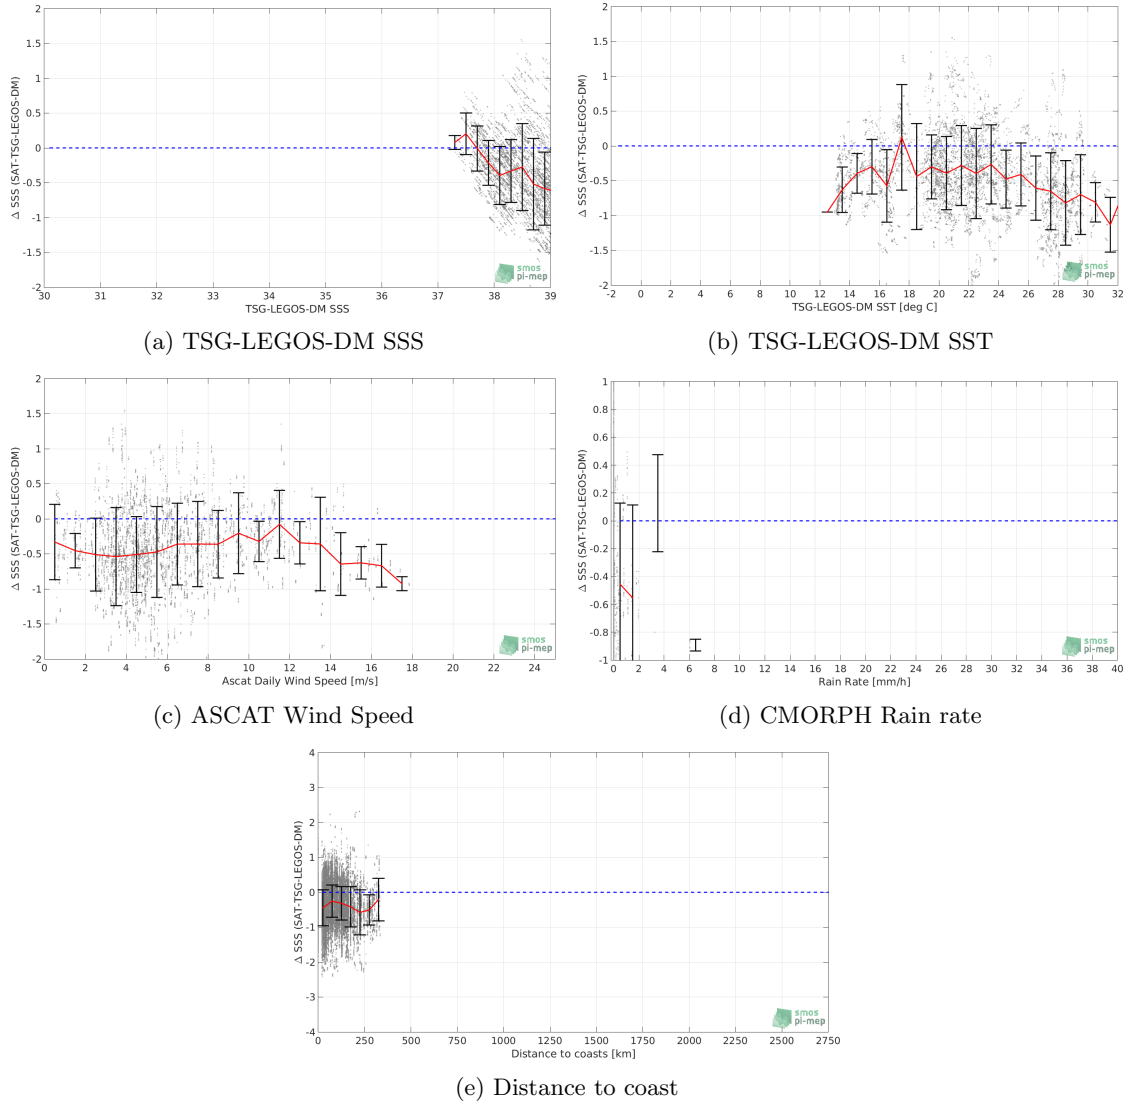 2
1.5
1
0.5
0
-0.5
-1
-1.5
-2
Δ SSS (SAT-TSG-LEGOS-DM)
30 31 32 33 34 35 36 37 38 39
TSG-LEGOS-DM SSS
smos
pi-mep
(a) TSG-LEGOS-DM SSS
2
1.5
1
0.5
0
-0.5
-1
-1.5
-2
Δ SSS (SAT-TSG-LEGOS-DM)
-2 0 2 4 6 8 10 12 14 16 18 20 22 24 26 28 30 32
TSG-LEGOS-DM SST [deg C]
smos
pi-mep
(b) TSG-LEGOS-DM SST
2
1.5
1
0.5
0
-0.5
-1
-1.5
-2
Δ SSS (SAT-TSG-LEGOS-DM)
0 2 4 6 8 10 12 14 16 18 20 22 24
Ascat Daily Wind Speed [m/s]
smos
pi-mep
(c) ASCAT Wind Speed
1
0.8
0.6
0.4
0.2
0
-0.2
-0.4
-0.6
-0.8
-1
Δ SSS (SAT-TSG-LEGOS-DM)
0 2 4 6 8 10 12 14 16 18 20 22 24 26 28 30 32 34 36 38 40
Rain Rate [mm/h]
smos
pi-mep
(d) CMORPH Rain rate
4
3
2
1
0
-1
-2
-3
-4
Δ SSS (SAT-TSG-LEGOS-DM)
0 250 500 750 1000 1250 1500 1750 2000 2250 2500 2750
Distance to coasts [km]
smos
pi-mep
(e) Distance to coast